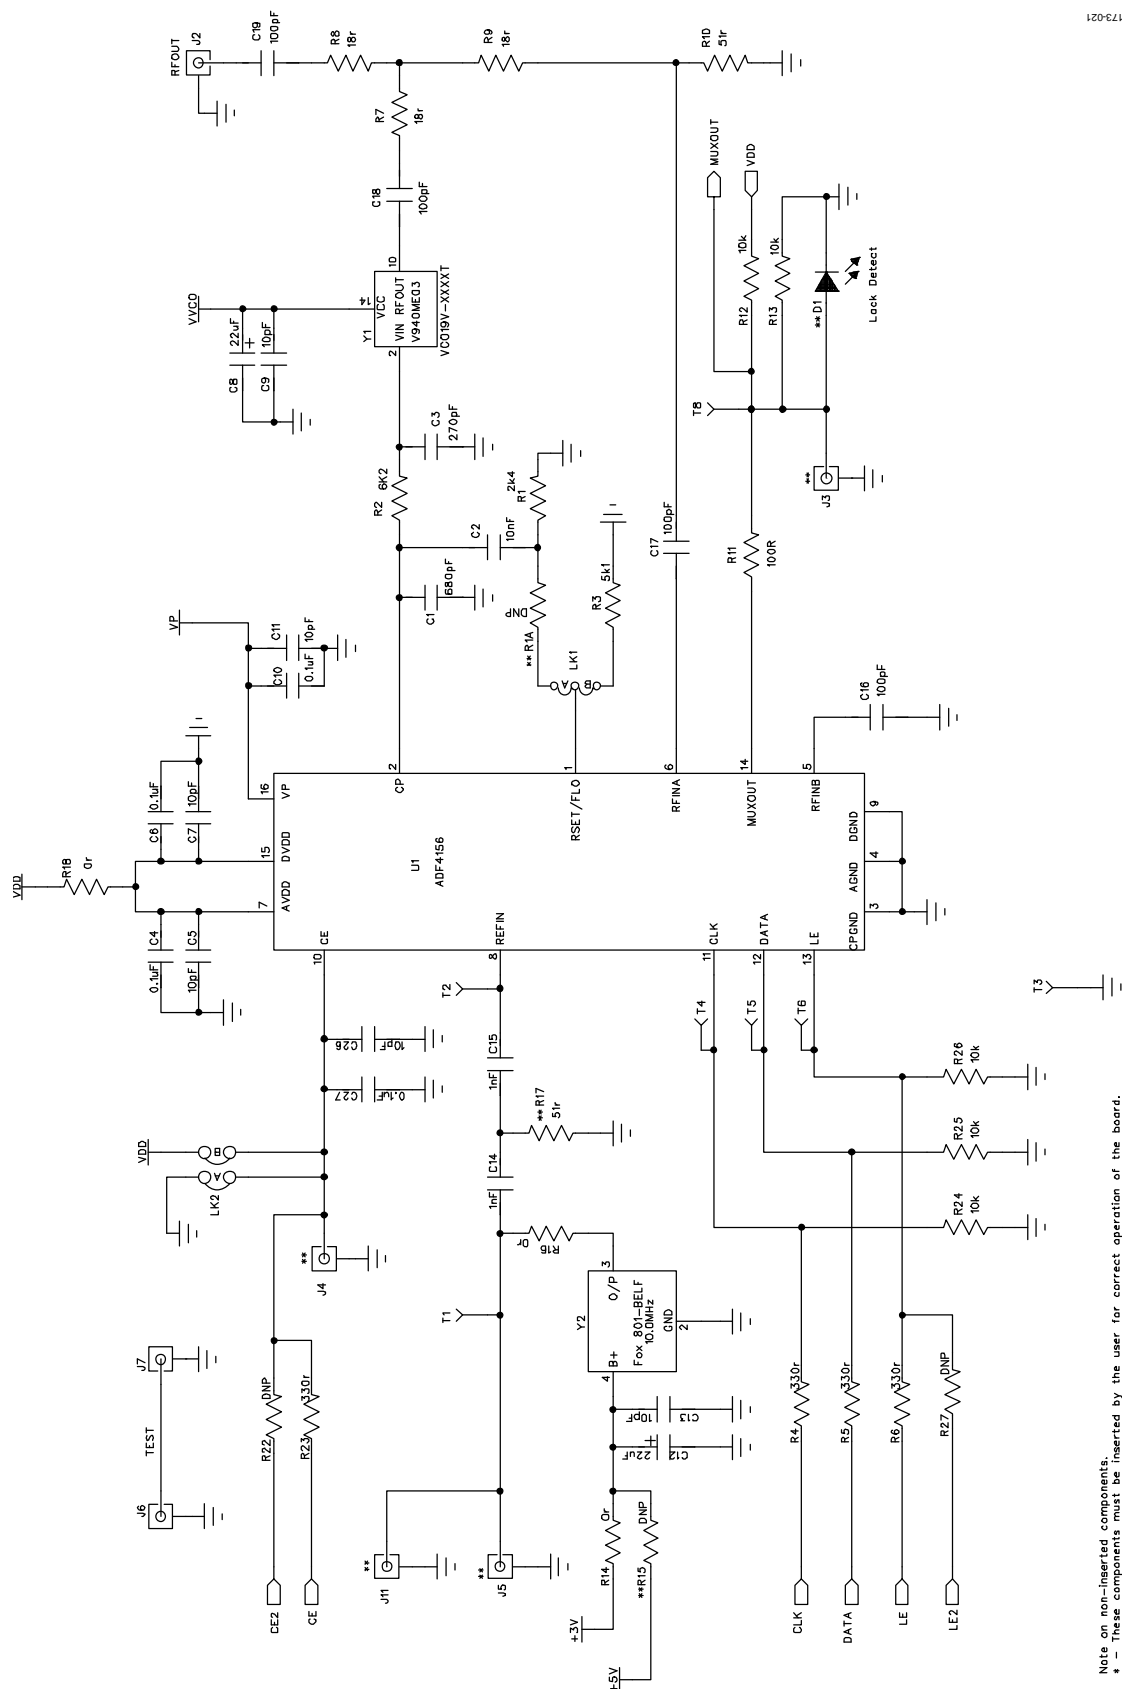 173-021
RFOUT
J2
C19
100pF
R8
18r
R9
18r
R10
51r
R7
18r
C18
100pF
MUXOUT
VDD
VVCO
22uF
+
C8
10pF
C9
14
VCC
10
Y1
VIN RFOUT
V940ME03
VCO19V-XXXXT
2
R12
10k
R13
10k
** D1
Lock Detect
T8
J3
**
C3
270pF
R2
6K2
C2
10nF
R1
2k4
C1
680pF
DNP
** R1A
R3
5k1
LK1
A
B
C17
100pF
R11
100R
C16
100pF
VP
C11
10pF
C10
0.1uF
VDD
R18
0r
C6
0.1uF
C7
10pF
C4
0.1uF
C5
10pF
16
VP
15
DVDD
7
AVDD
2
CP
1
RSET/FLO
6
RFINA
14
MUXOUT
5
RFINB
U1
ADF4156
9
DGND
4
AGND
3
CPGND
10
CE
8
REFIN
11
CLK
12
DATA
13
LE
T2
T4
T5
T6
T3
C26
10pF
C27
0.1uF
C15
1nF
** R17
51r
C14
1nF
VDD
B
A
LK2
J4
**
R16
0r
T1
Y2
3
O/P
Fox 801-BELF
10.0MHz
GND
2
B+
4
C13
10pF
C12
22uF
+
R26
10k
R25
10k
R24
10k
J7
TEST
J6
R22
DNP
R23
330r
CE2
CE
J11
**
J5
**
R14
0r
**R15
DNP
+3V
+5V
R4
330r
R5
330r
R6
330r
R27
DNP
CLK
DATA
LE
LE2
Note on non-inserted components.
* - These components must be inserted by the user for correct operation of the board.